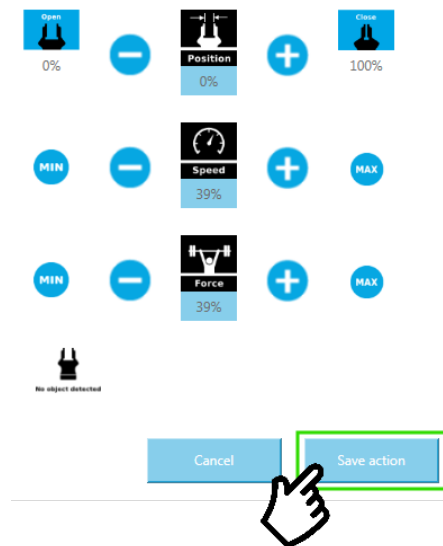 Open
Close
0%
Position
100%
0%
MIN
Speed
MAX
39%
MIN
Force
MAX
39%
No object detected
Cancel
Save action